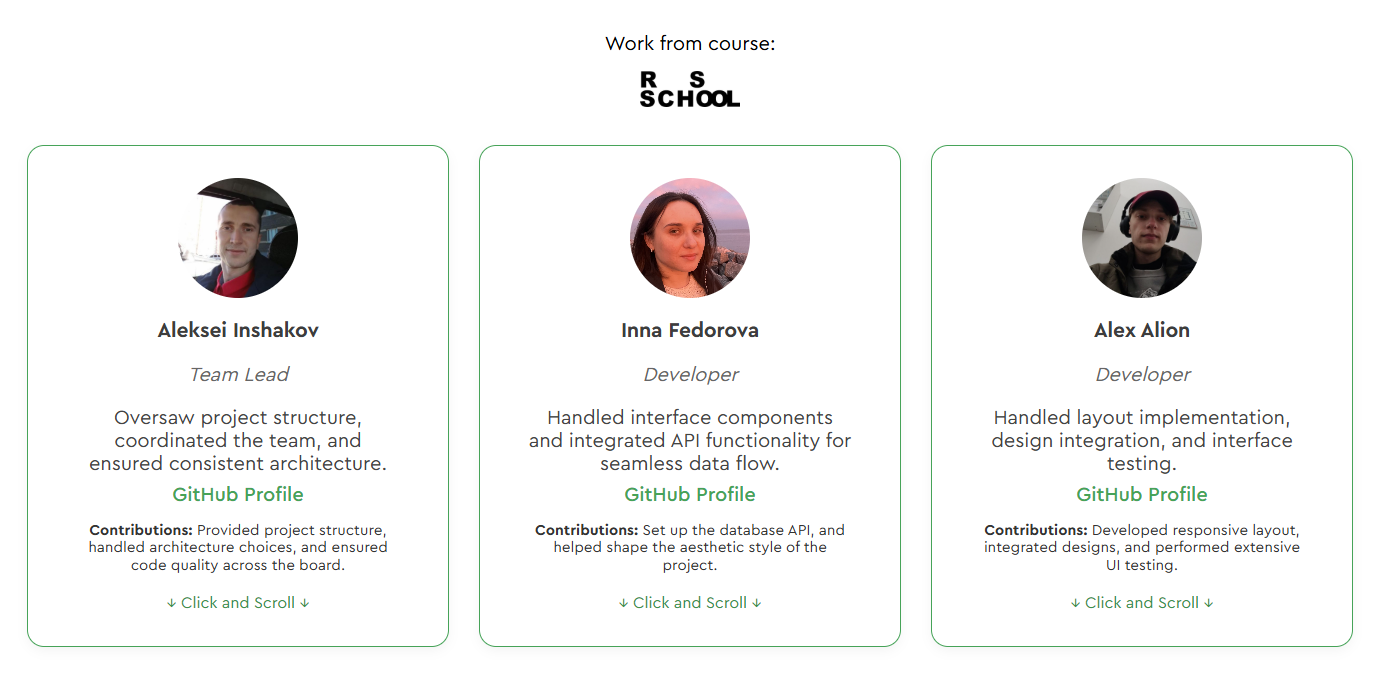 Work from course:
R S
SCHOOL
Aleksei Inshakov
Team Lead
Oversaw project structure,
coordinated the team, and
ensured consistent architecture.
GitHub Profile
Contributions: Provided project structure,
handled architecture choices, and ensured
code quality across the board.
↓ Click and Scroll ↓
Inna Fedorova
Developer
Handled interface components
and integrated API functionality for
seamless data flow.
GitHub Profile
Contributions: Set up the database API, and
helped shape the aesthetic style of the
project.
↓ Click and Scroll ↓
Alex Alion
Developer
Handled layout implementation,
design integration, and interface
testing.
GitHub Profile
Contributions: Developed responsive layout,
integrated designs, and performed extensive
UI testing.
↓ Click and Scroll ↓